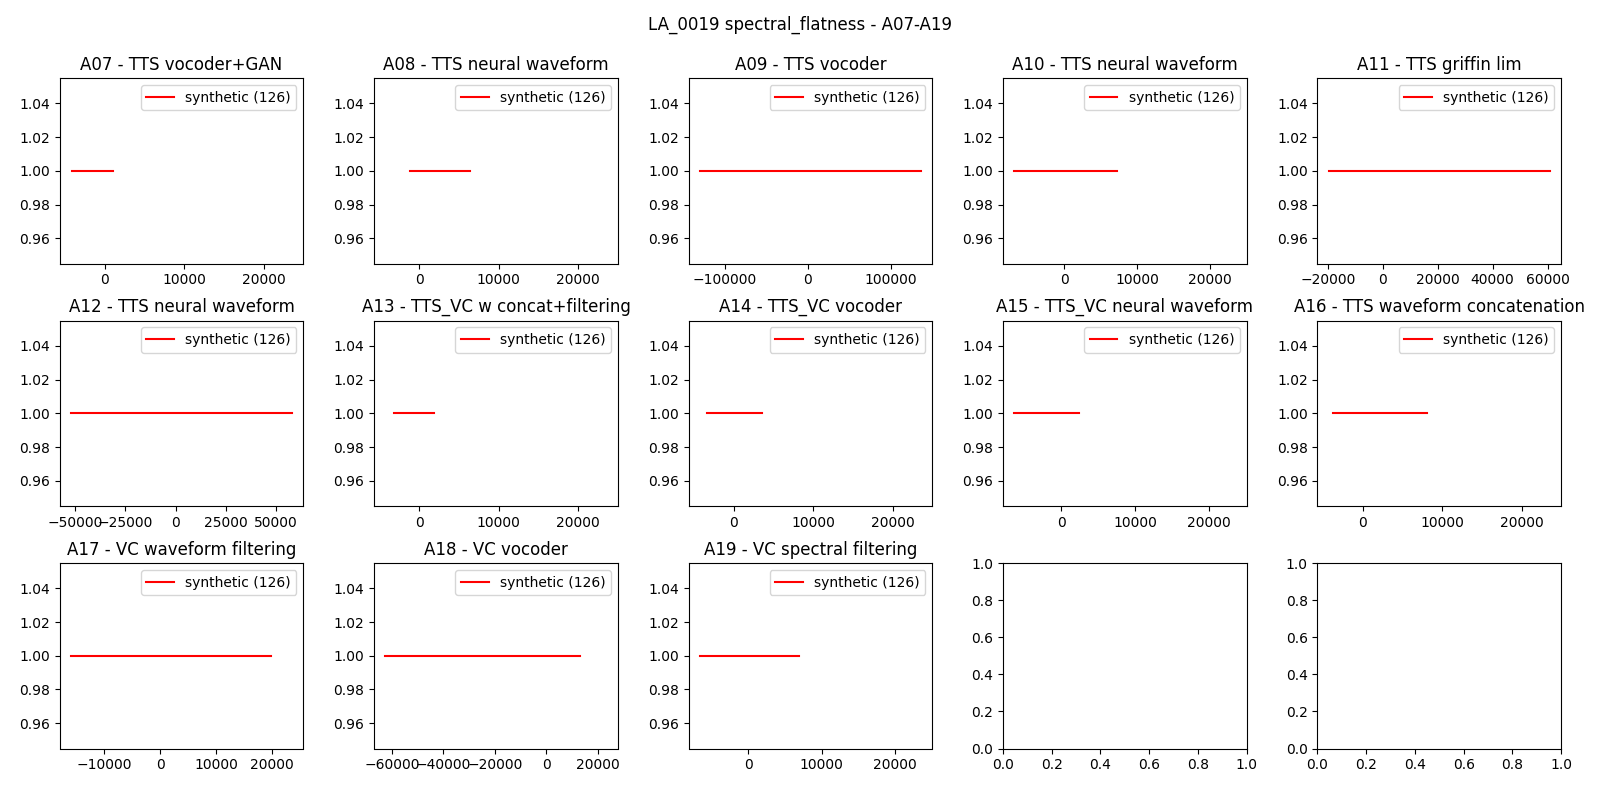 LA_0019 spectral_flatness - A07-A19
A07 - TTS vocoder+GAN
A08 - TTS neural waveform
A09 - TTS vocoder
A10 - TTS neural waveform
A11 - TTS griffin lim
synthetic (126)
synthetic (126)
synthetic (126)
synthetic (126)
synthetic (126)
1.04 1.04 1.04 1.04 1.04
1.02 1.02 1.02 1.02 1.02
1.00 1.00 1.00 1.00 1.00
0.98 0.98 0.98 0.98 0.98
0.96 0.96 0.96 0.96 0.96
0 10000 20000
0 10000 20000
−100000 0 100000
0 10000 20000
−20000 0 20000 40000 60000
A12 - TTS neural waveform
A13 - TTS_VC w concat+filtering
A14 - TTS_VC vocoder
A15 - TTS_VC neural waveform
A16 - TTS waveform concatenation
synthetic (126)
synthetic (126)
synthetic (126)
synthetic (126)
synthetic (126)
1.04 1.04 1.04 1.04 1.04
1.02 1.02 1.02 1.02 1.02
1.00 1.00 1.00 1.00 1.00
0.98 0.98 0.98 0.98 0.98
0.96 0.96 0.96 0.96 0.96
−50000 −25000 0 25000 50000
0 10000 20000
0 10000 20000
0 10000 20000
0 10000 20000
A17 - VC waveform filtering
A18 - VC vocoder
A19 - VC spectral filtering
synthetic (126)
synthetic (126)
synthetic (126)
1.04 1.04 1.04 1.0 1.0
1.02 1.02 1.02 0.8 0.8
1.00 1.00 1.00 0.6 0.6
0.98 0.98 0.98 0.4 0.4
0.96 0.96 0.96 0.2 0.2
0.0 0.0
−10000 0 10000 20000
−60000 −40000 −20000 0 20000
0 10000 20000
0.0 0.2 0.4 0.6 0.8 1.0
0.0 0.2 0.4 0.6 0.8 1.0